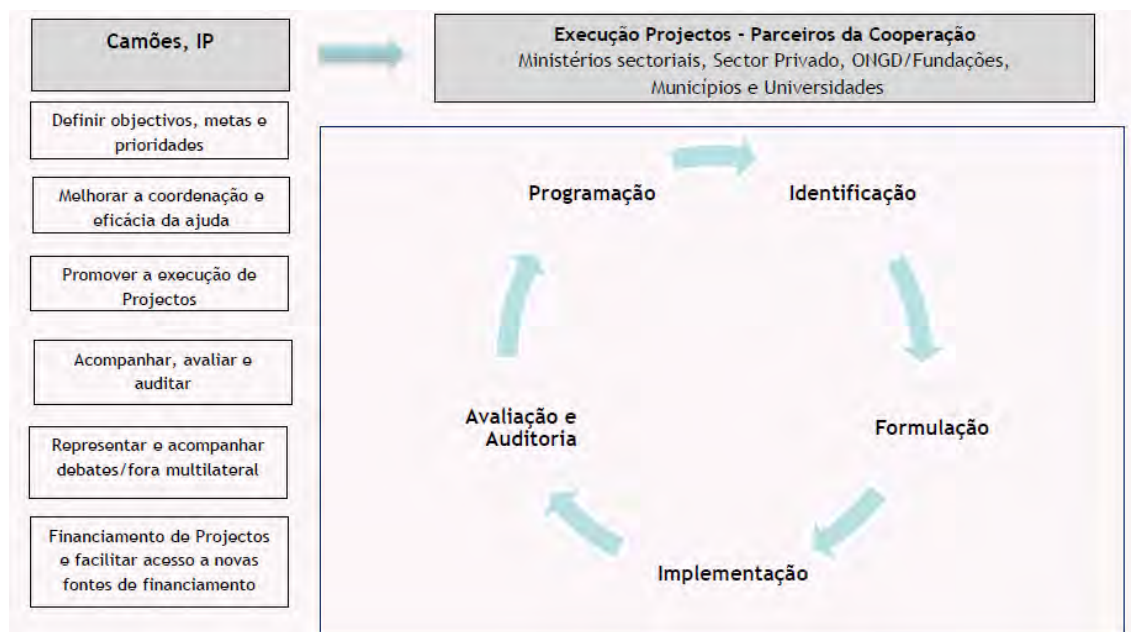 Camões, IP
Execução Projectos - Parceiros da Cooperação
Ministérios sectoriais, Sector Privado, ONGD/Fundações,
Municípios e Universidades
Definir objectivos, metas e
prioridades
Melhorar a coordenação e
eficácia da ajuda
Promover a execução de
Projectos
Acompanhar, avaliar e
auditar
Representar e acompanhar
debates/fora multilateral
Financiamento de Projectos
e facilitar acesso a novas
fontes de financiamento
Programação
Identificação
Formulação
Implementação
Avaliação e
Auditoria